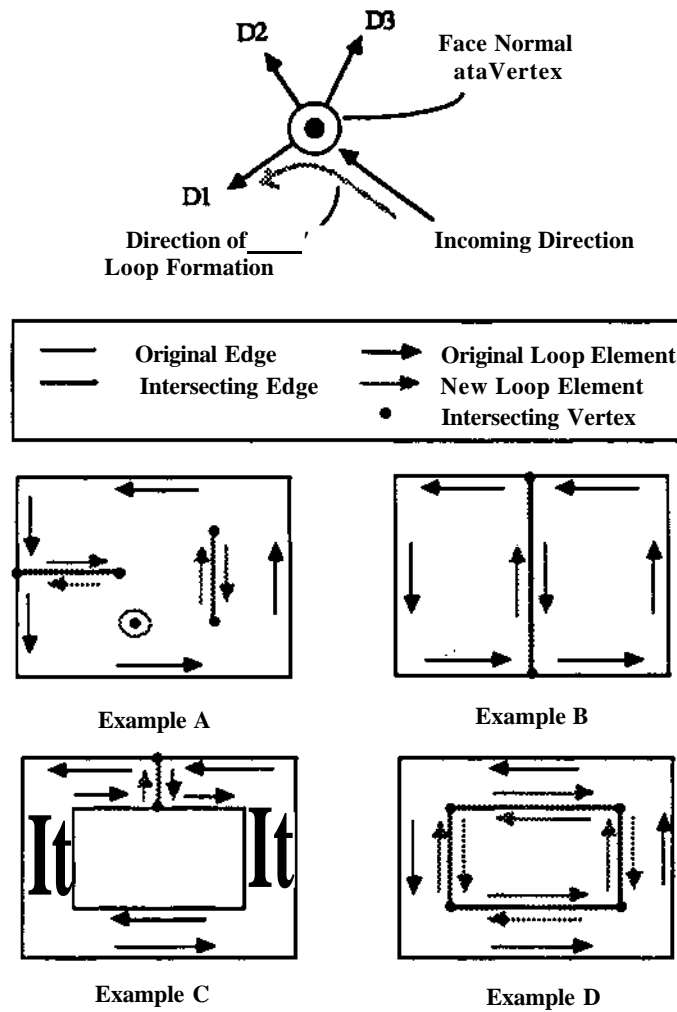 D2
D3
Face Normal
ataVertex
D1
Direction of ____ '
Loop Formation
Incoming Direction
Original Edge
Original Loop Element
Intersecting Edge
New Loop Element
Intersecting Vertex
Example A
Example B
It
It
Example C
Example D